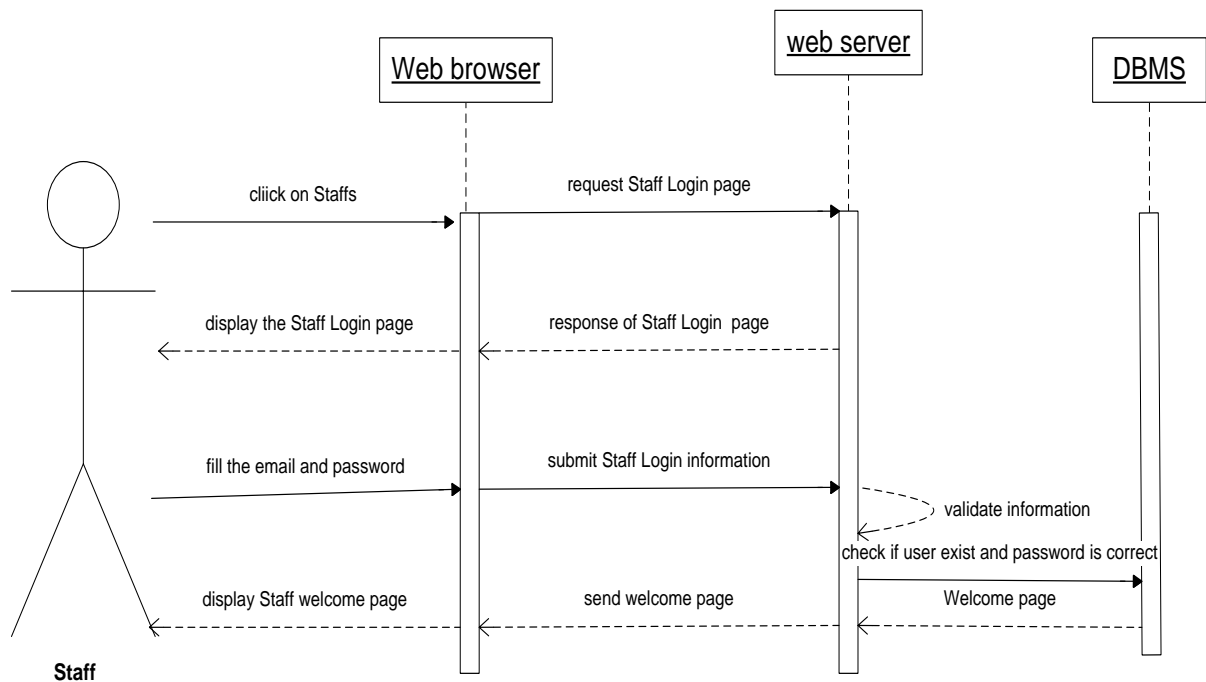 Web browser
web server
DBMS
cliick on Staffs
request Staff Login page
display the Staff Login page
response of Staff Login  page
fill the email and password
submit Staff Login information
validate information
check if user exist and password is correct
display Staff welcome page
send welcome page
Welcome page
Staff